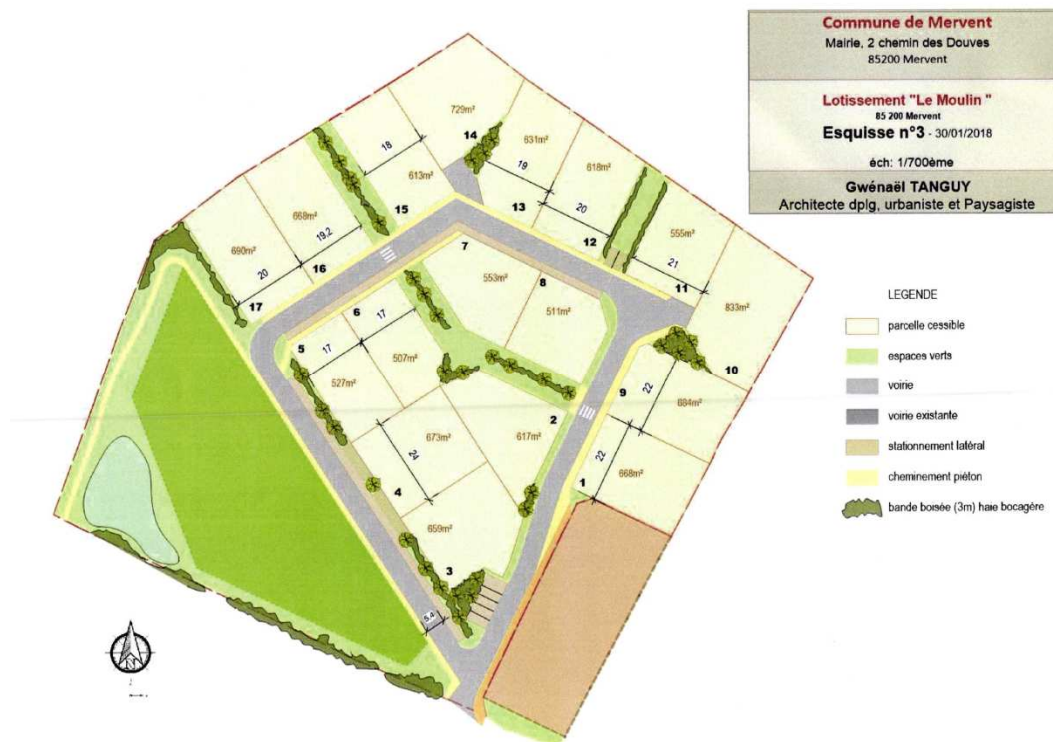 Commune de Mervent
Mairie, 2 chemin des Douves
85200 Mervent
Lotissement "Le Moulin "
85 200 Mervent
Esquisse n°3 - 30/01/2018
éch: 1/700ème
Gwénaël TANGUY
Architecte dplg, urbaniste et Paysagiste
729m²
14
631m²
18
19
618m²
613m²
13
20
15
12
555m²
668m²
19,2
21
690m²
16
7
11
20
553m²
8
833m²
17
6
511m²
17
5
507m²
10
17
9
22
527m²
684m²
2
673m²
617m²
24
22
1
668m²
4
659m²
3
5.4
N
LEGENDE
parcelle cessible
espaces verts
voirie
voirie existante
stationnement latéral
cheminement piéton
bande boisée (3m) haie bocagère